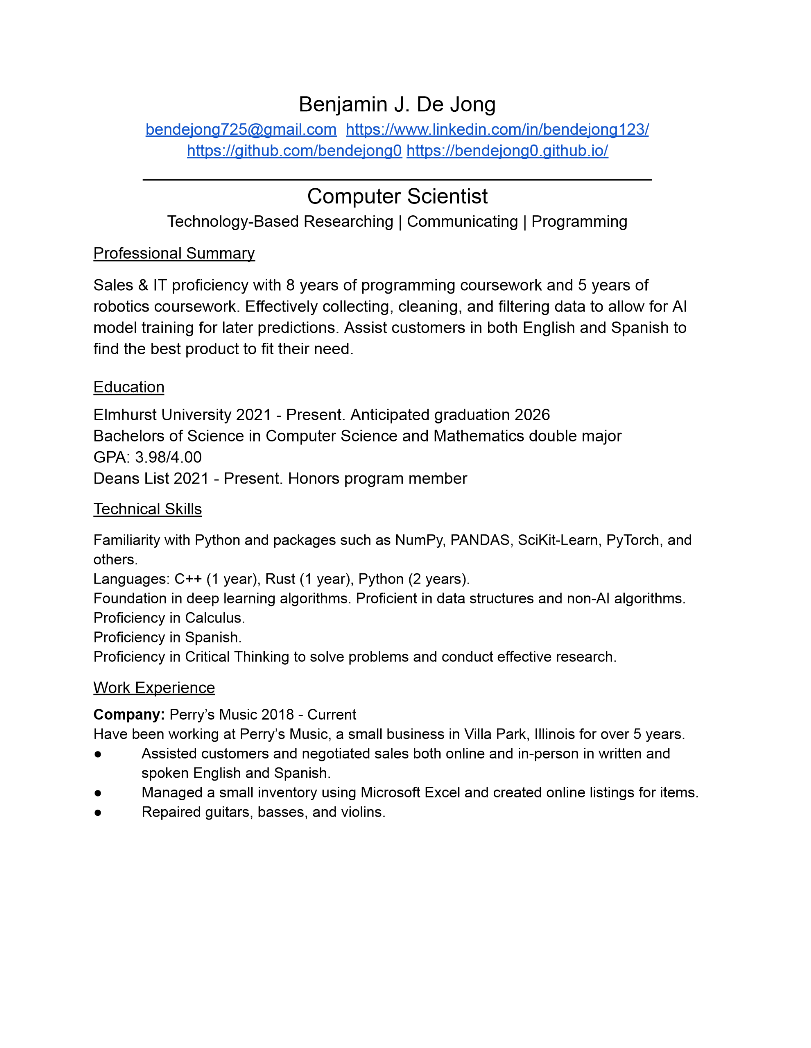 Benjamin J. De Jong
bendejong725@gmail.com https://www.linkedin.com/in/bendejong123/
https://github.com/bendejong0 https://bendejong0.github.io/
Computer Scientist
Technology-Based Researching | Communicating | Programming
Professional Summary
Sales & IT proficiency with 8 years of programming coursework and 5 years of
robotics coursework. Effectively collecting, cleaning, and filtering data to allow for AI
model training for later predictions. Assist customers in both English and Spanish to
find the best product to fit their need.
Education
Elmhurst University 2021 - Present. Anticipated graduation 2026
Bachelors of Science in Computer Science and Mathematics double major
GPA: 3.98/4.00
Deans List 2021 - Present. Honors program member
Technical Skills
Familiarity with Python and packages such as NumPy, PANDAS, SciKit-Learn, PyTorch, and
others.
Languages: C++ (1 year), Rust (1 year), Python (2 years).
Foundation in deep learning algorithms. Proficient in data structures and non-AI algorithms.
Proficiency in Calculus.
Proficiency in Spanish.
Proficiency in Critical Thinking to solve problems and conduct effective research.
Work Experience
Company: Perry's Music 2018 - Current
Have been working at Perry's Music, a small business in Villa Park, Illinois for over 5 years.
● Assisted customers and negotiated sales both online and in-person in written and
spoken English and Spanish.
● Managed a small inventory using Microsoft Excel and created online listings for items.
● Repaired guitars, basses, and violins.